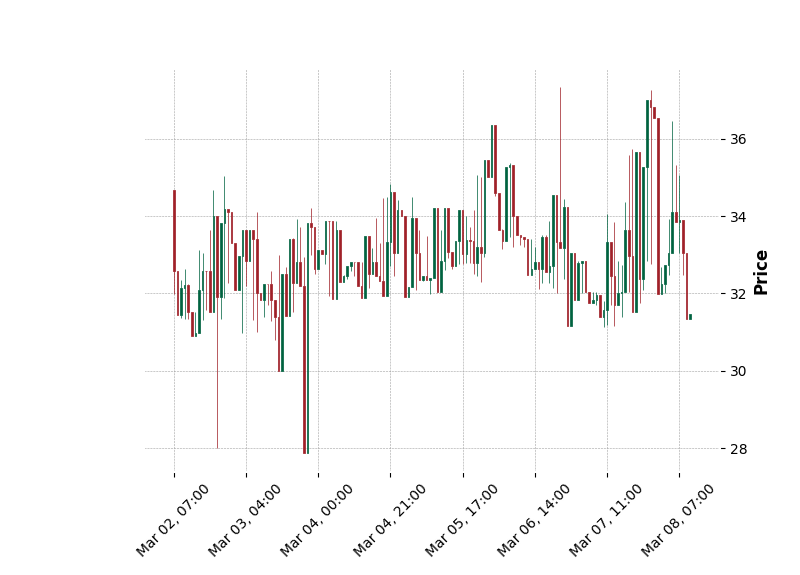 36
34
32
30
28
Price
Mar 02, 07:00
Mar 03, 04:00
Mar 04, 00:00
Mar 04, 21:00
Mar 05, 17:00
Mar 06, 14:00
Mar 07, 11:00
Mar 08, 07:00